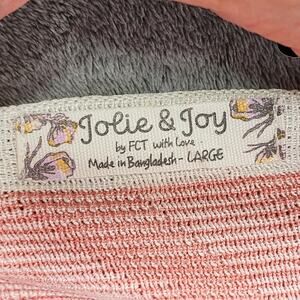 Jolie & Joy
by FCT with Love
Made in Bangladesh - LARGE